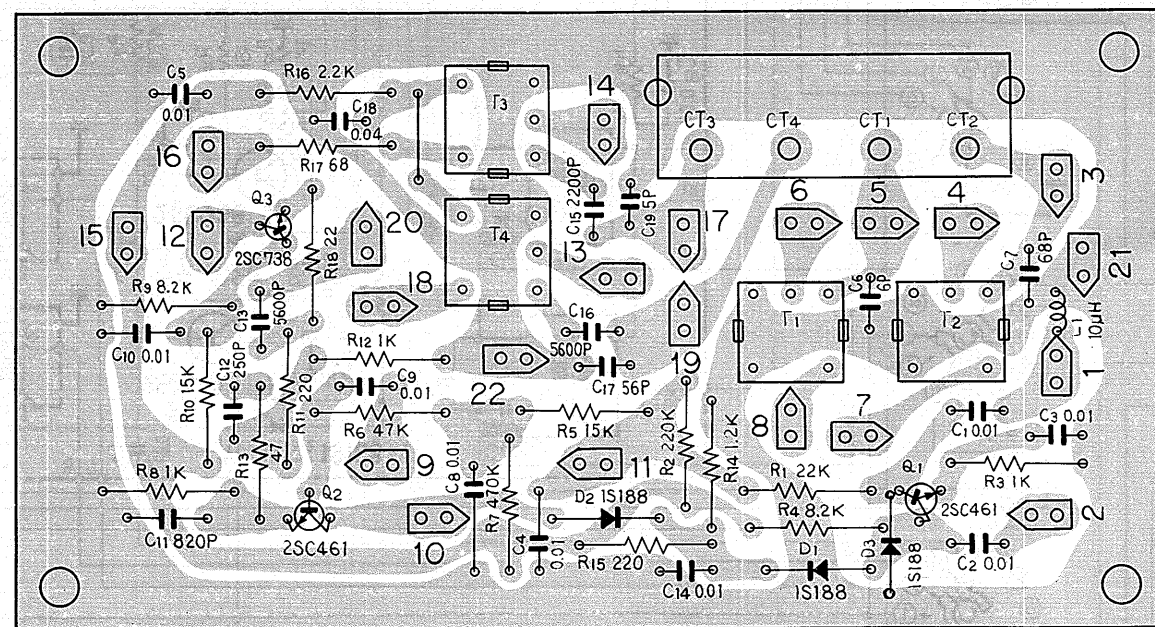 C5
0.01
R16 2.2K
C18
0.04
R17 68
T3
14
CT3
CT4
CT1
CT2
16
3
15
12
Q3
2SC738
R18 22
20
T4
13
C15 2200P
C19 5P
17
6
5
4
C7
68P
21
R9 8.2K
C13
5600P
18
C6
6P
T1
T2
L1
10μH
C10 0.01
R10 15K
C12
250P
R11 220
R12 1K
C9
0.01
22
C16
5600P
C17 56P
19
1
R6 47K
R5 15K
R2 220K
R14 1.2K
8
7
C1 0.01
C3 0.01
R13
47
R8 1K
9
C8 0.01
R7 470K
11
R1 22K
Q1
R3 1K
Q2
D2 1S188
R4 8.2K
2SC461
2
C11 820P
2SC461
10
C4
0.01
R15 220
C14 0.01
D1
1S188
D3
1S188
C2 0.01